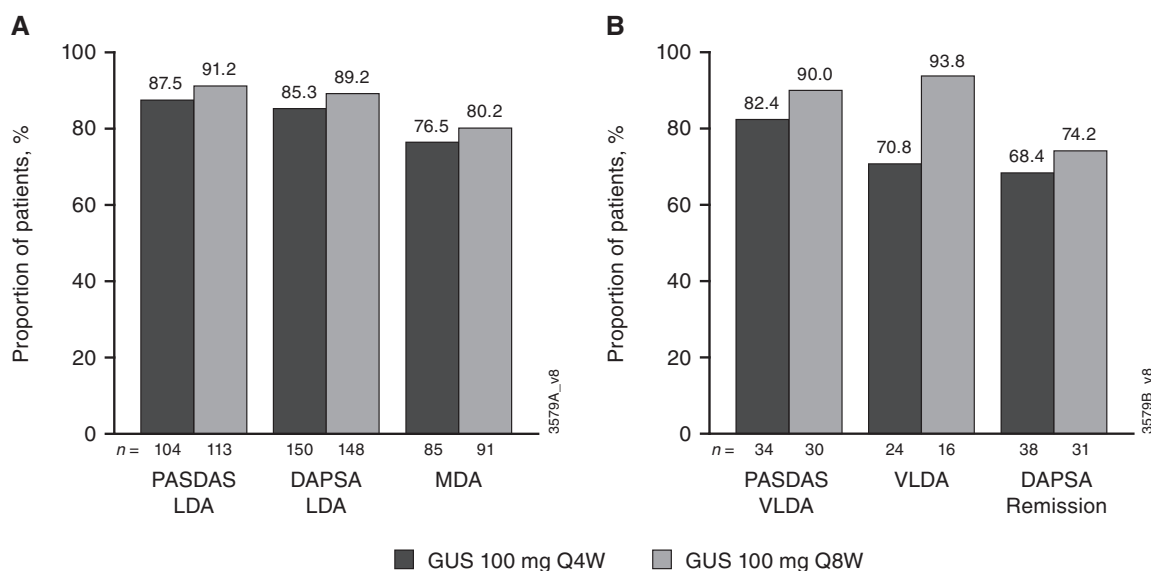 A
Proportion of patients, %
100
80
60
40
20
0
87.5
91.2
85.3
89.2
76.5
80.2
n = 104 113 150 148 85 91
PASDAS
LDA
DAPSA
LDA
MDA
3579A_v8
B
Proportion of patients, %
100
80
60
40
20
0
82.4
90.0
70.8
93.8
68.4
74.2
n = 34 30 24 16 38 31
PASDAS
VLDA
VLDA
DAPSA
Remission
3579B_v8
GUS 100 mg Q4W
GUS 100 mg Q8W